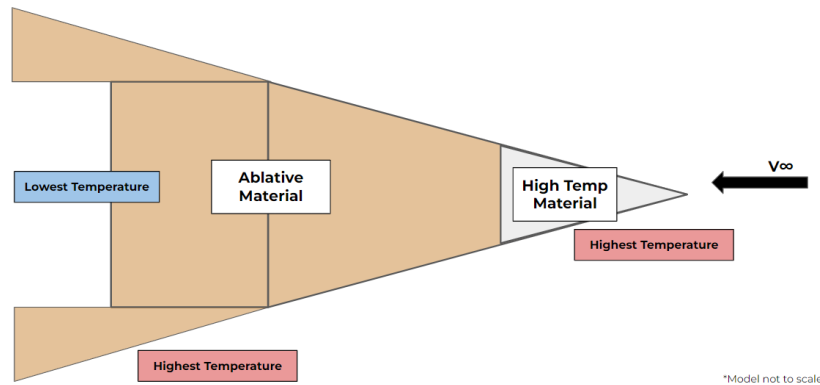 V∞
Lowest Temperature
Ablative
Material
High Temp
Material
Highest Temperature
Highest Temperature
*Model not to scale